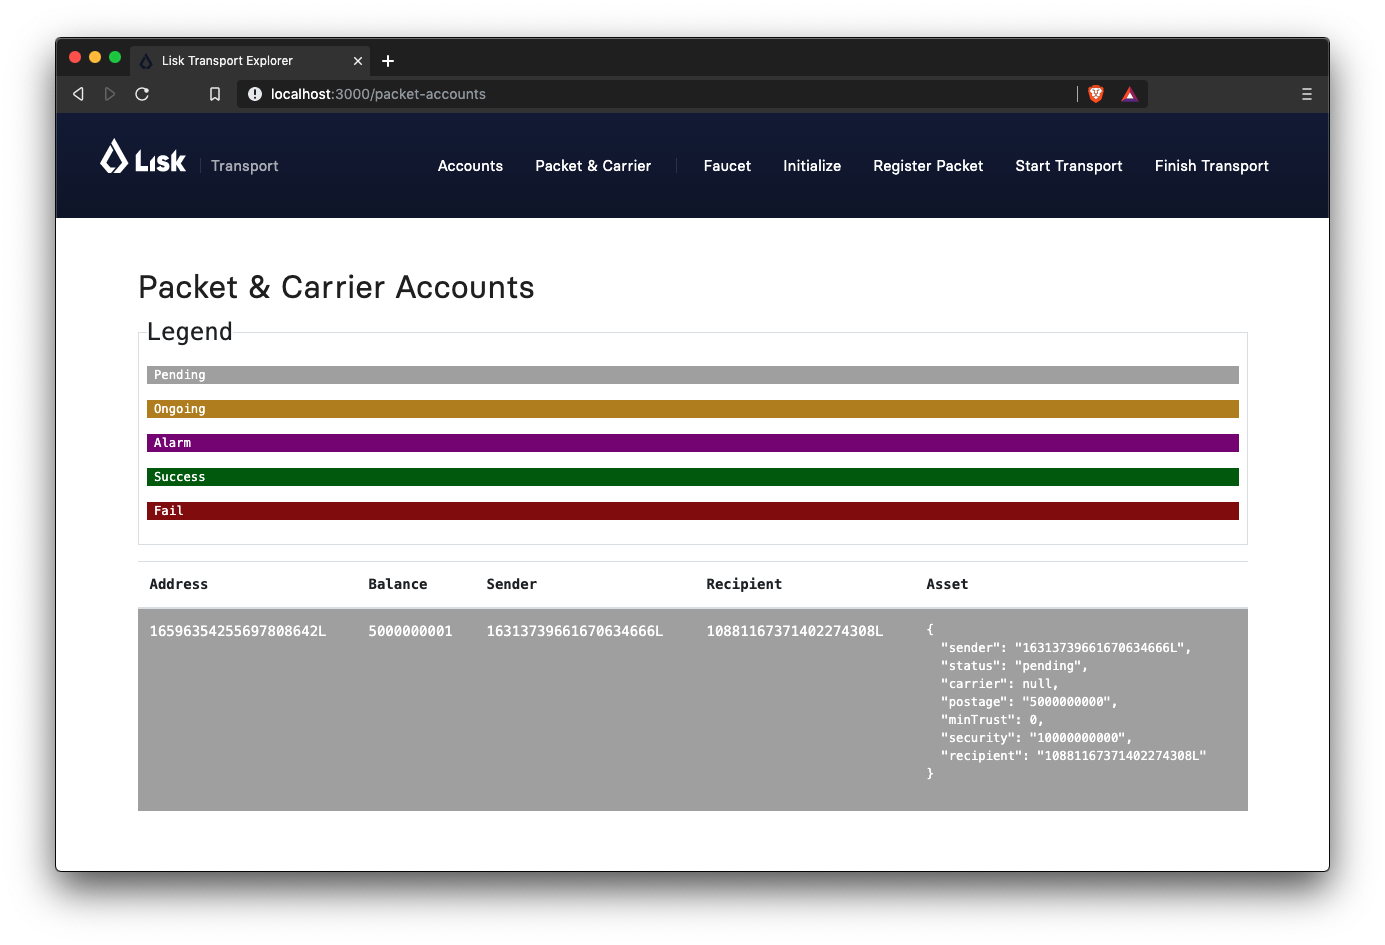 Lisk Transport Explorer
localhost:3000/packet-accounts
Lisk Transport Accounts Packet & Carrier Faucet Initialize Register Packet Start Transport Finish Transport
Packet & Carrier Accounts
Legend
Pending
Ongoing
Alarm
Success
Fail
Address Balance Sender Recipient Asset
16596354255697808642L 5000000001 16313739661670634666L 10881167371402274308L {
"sender": "16313739661670634666L",
"status": "pending",
"carrier": null,
"postage": "5000000000",
"minTrust": 0,
"security": "10000000000",
"recipient": "10881167371402274308L"
}